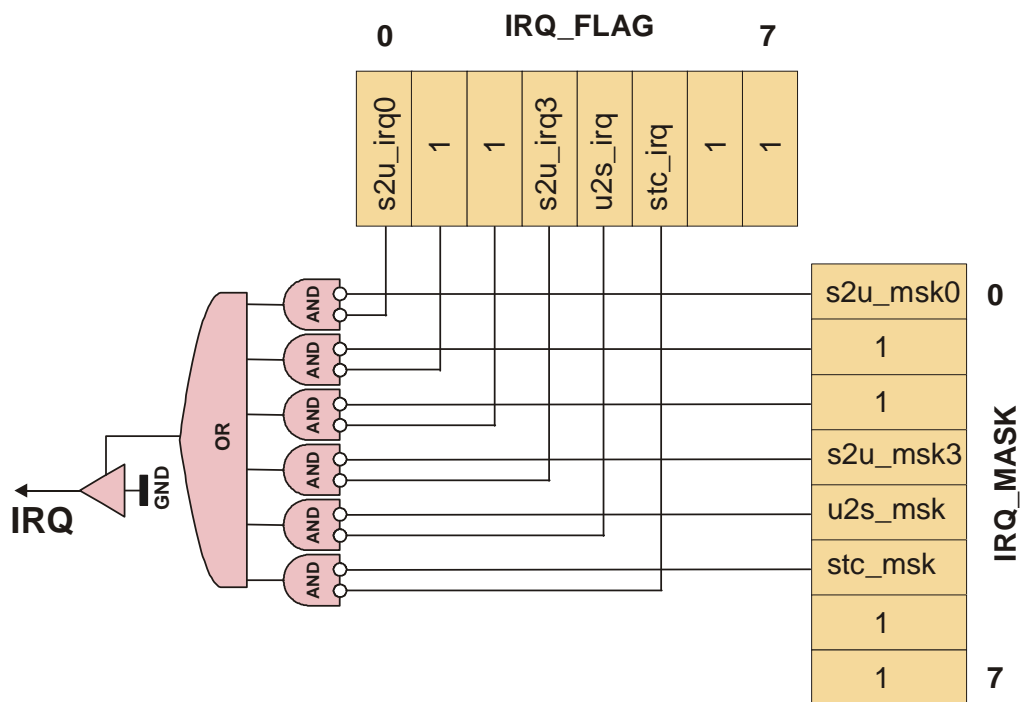 IRQ_FLAG
0
7
s2u_irq0
1
1
s2u_irq3
u2s_irq
stc_irq
1
1
AND
AND
AND
AND
AND
AND
OR
GND
IRQ
s2u_msk0
0
1
1
s2u_msk3
u2s_msk
stc_msk
1
1
7
IRQ_MASK